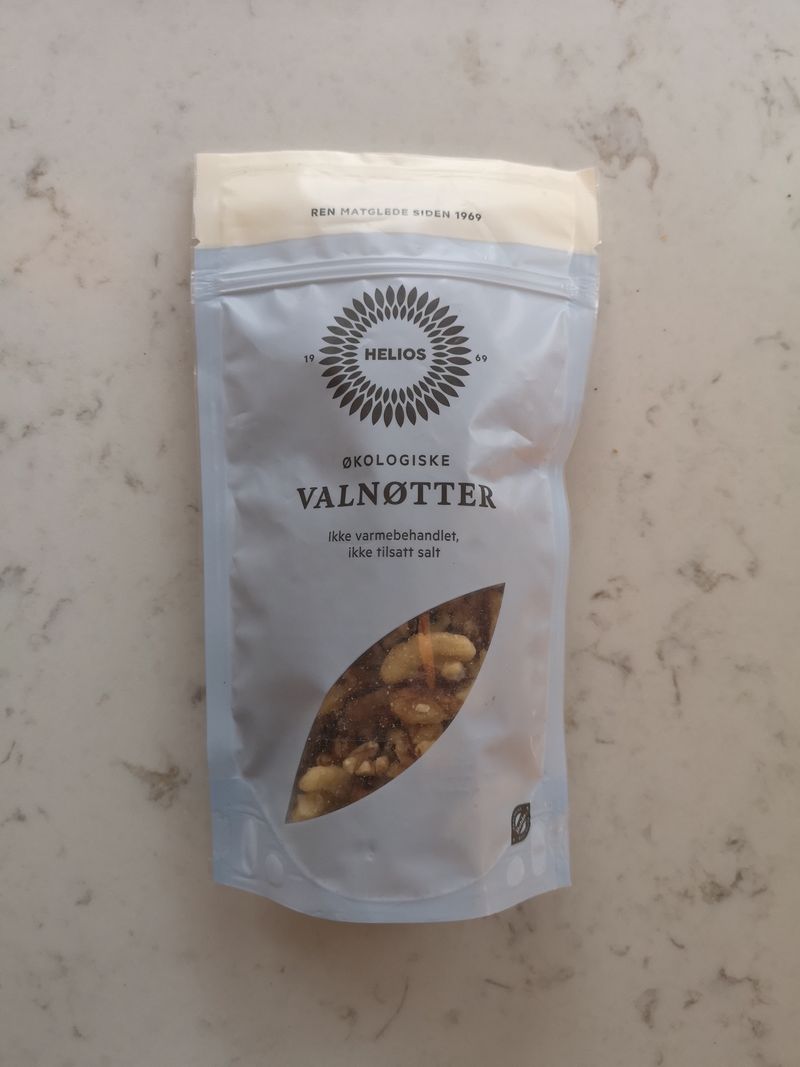 REN MATGLEDE SIDEN 1969
19 HELIOS 69
ØKOLOGISKE
VALNØTTER
Ikke varmebehandlet,
ikke tilsatt salt